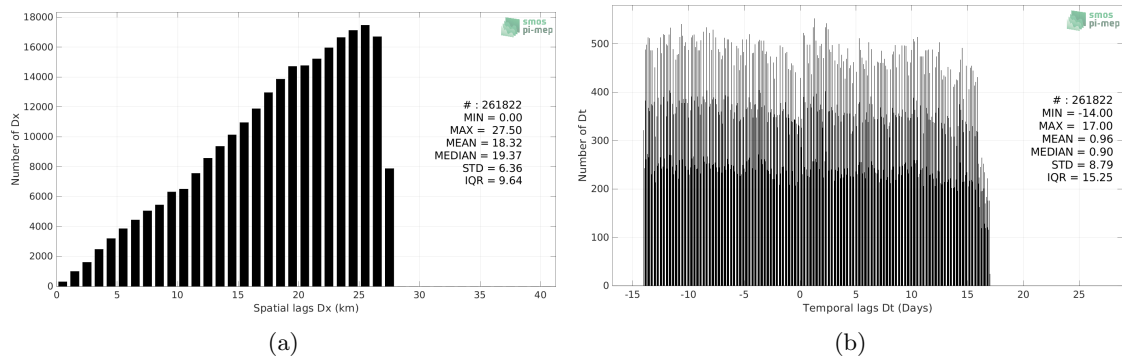 18000
16000
14000
12000
10000
8000
6000
4000
2000
0
Number of Dx
0 5 10 15 20 25 30 35 40
Spatial lags Dx (km)
smos
pi-mep
# : 261822
MIN = 0.00
MAX = 27.50
MEAN = 18.32
MEDIAN = 19.37
STD = 6.36
IQR = 9.64
(a)
500
400
300
200
100
0
Number of Dt
-15 -10 -5 0 5 10 15 20 25
Temporal lags Dt (Days)
smos
pi-mep
# : 261822
MIN = -14.00
MAX = 17.00
MEAN = 0.96
MEDIAN = 0.90
STD = 8.79
IQR = 15.25
(b)